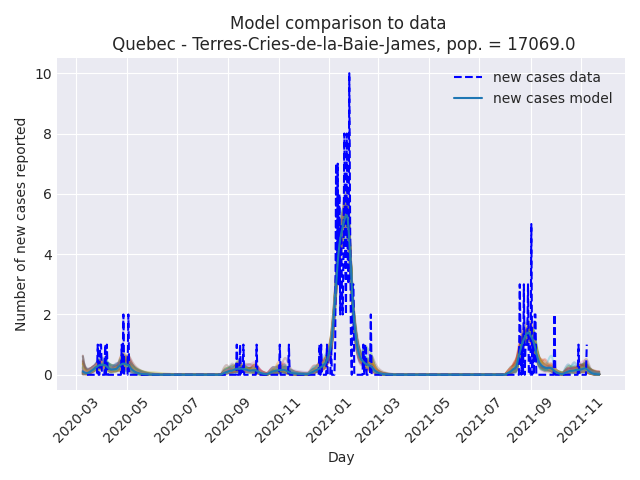 Model comparison to data
Quebec - Terres-Cries-de-la-Baie-James, pop. = 17069.0
new cases data
new cases model
Number of new cases reported
10
8
6
4
2
0
2020-03
2020-05
2020-07
2020-09
2020-11
2021-01
2021-03
2021-05
2021-07
2021-09
2021-11
Day